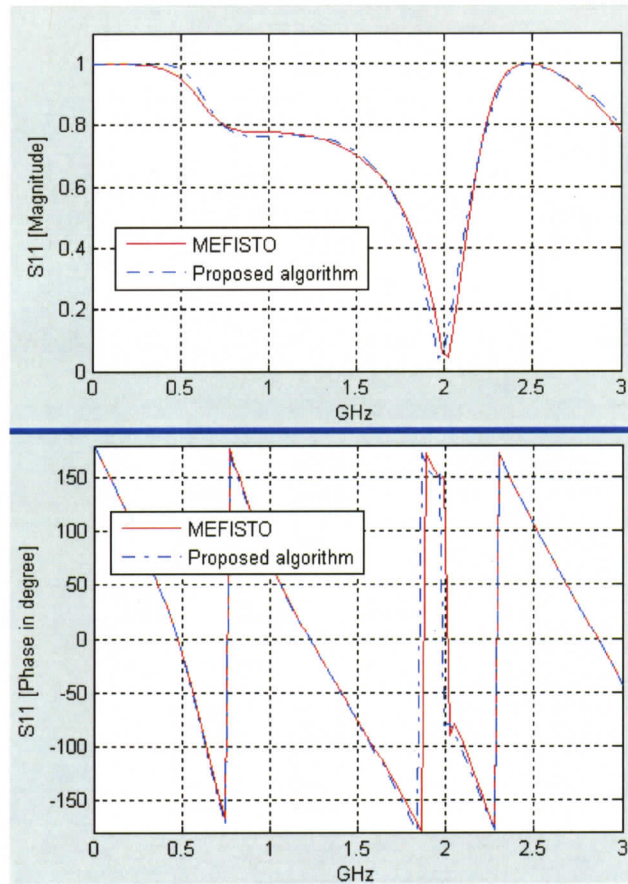 S11 [Magnitude]
1
0.8
0.6
0.4
0.2
0
MEFISTO
Proposed algorithm
0 0.5 1 1.5 2 2.5 3
GHz
S11 [Phase in degree]
150
100
50
0
-50
-100
-150
MEFISTO
Proposed algorithm
0 0.5 1 1.5 2 2.5 3
GHz